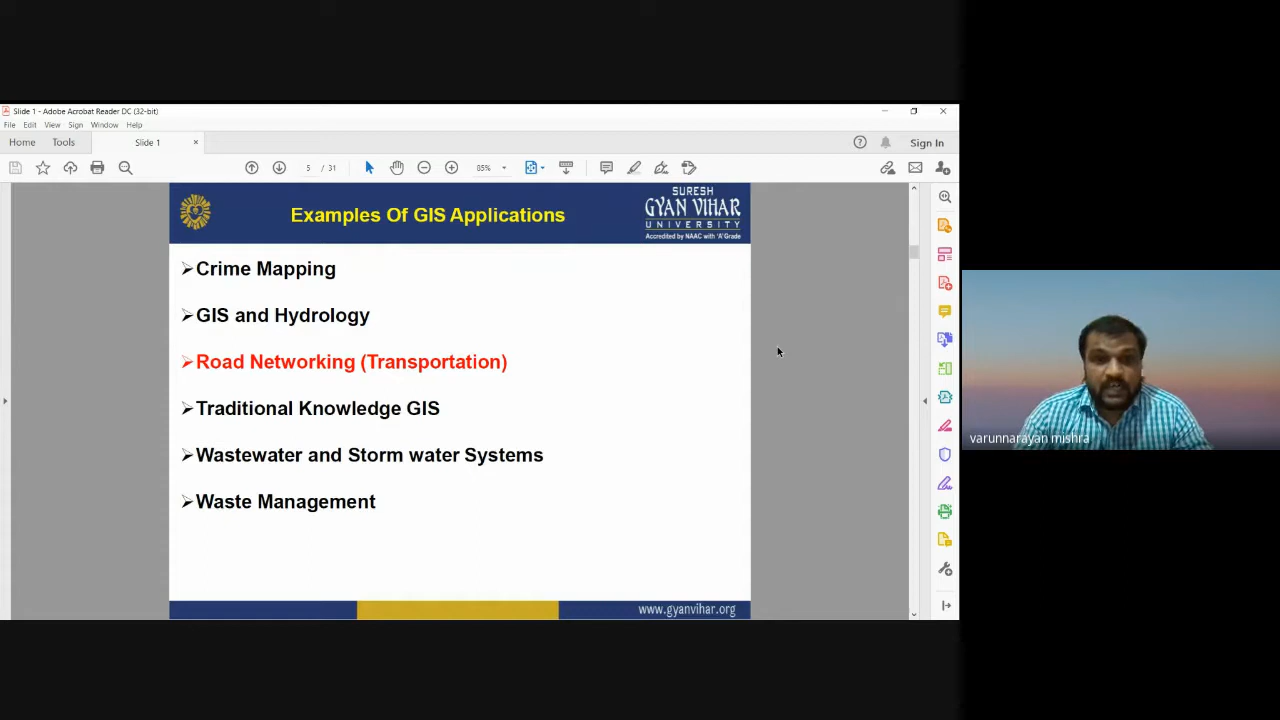 Slide 1 - Adobe Acrobat Reader DC (32-bit)
File Edit View Sign Window Help
Home Tools Slide 1 × Sign In
5 / 31 85%
Examples Of GIS Applications
SURESH
GYAN VIHAR
UNIVERSITY
Accredited by NAAC with 'A' Grade
Crime Mapping
GIS and Hydrology
Road Networking (Transportation)
Traditional Knowledge GIS
Wastewater and Storm water Systems
Waste Management
www.gyanvihar.org
varunnarayan mishra